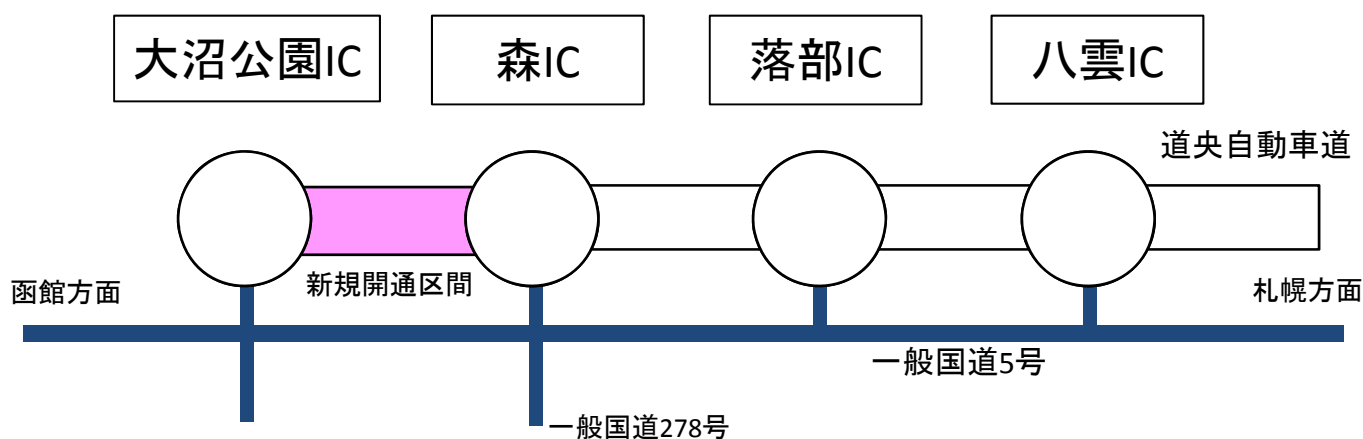 大沼公園IC
森IC
落部IC
八雲IC
道央自動車道
函館方面
新規開通区間
札幌方面
一般国道5号
一般国道278号